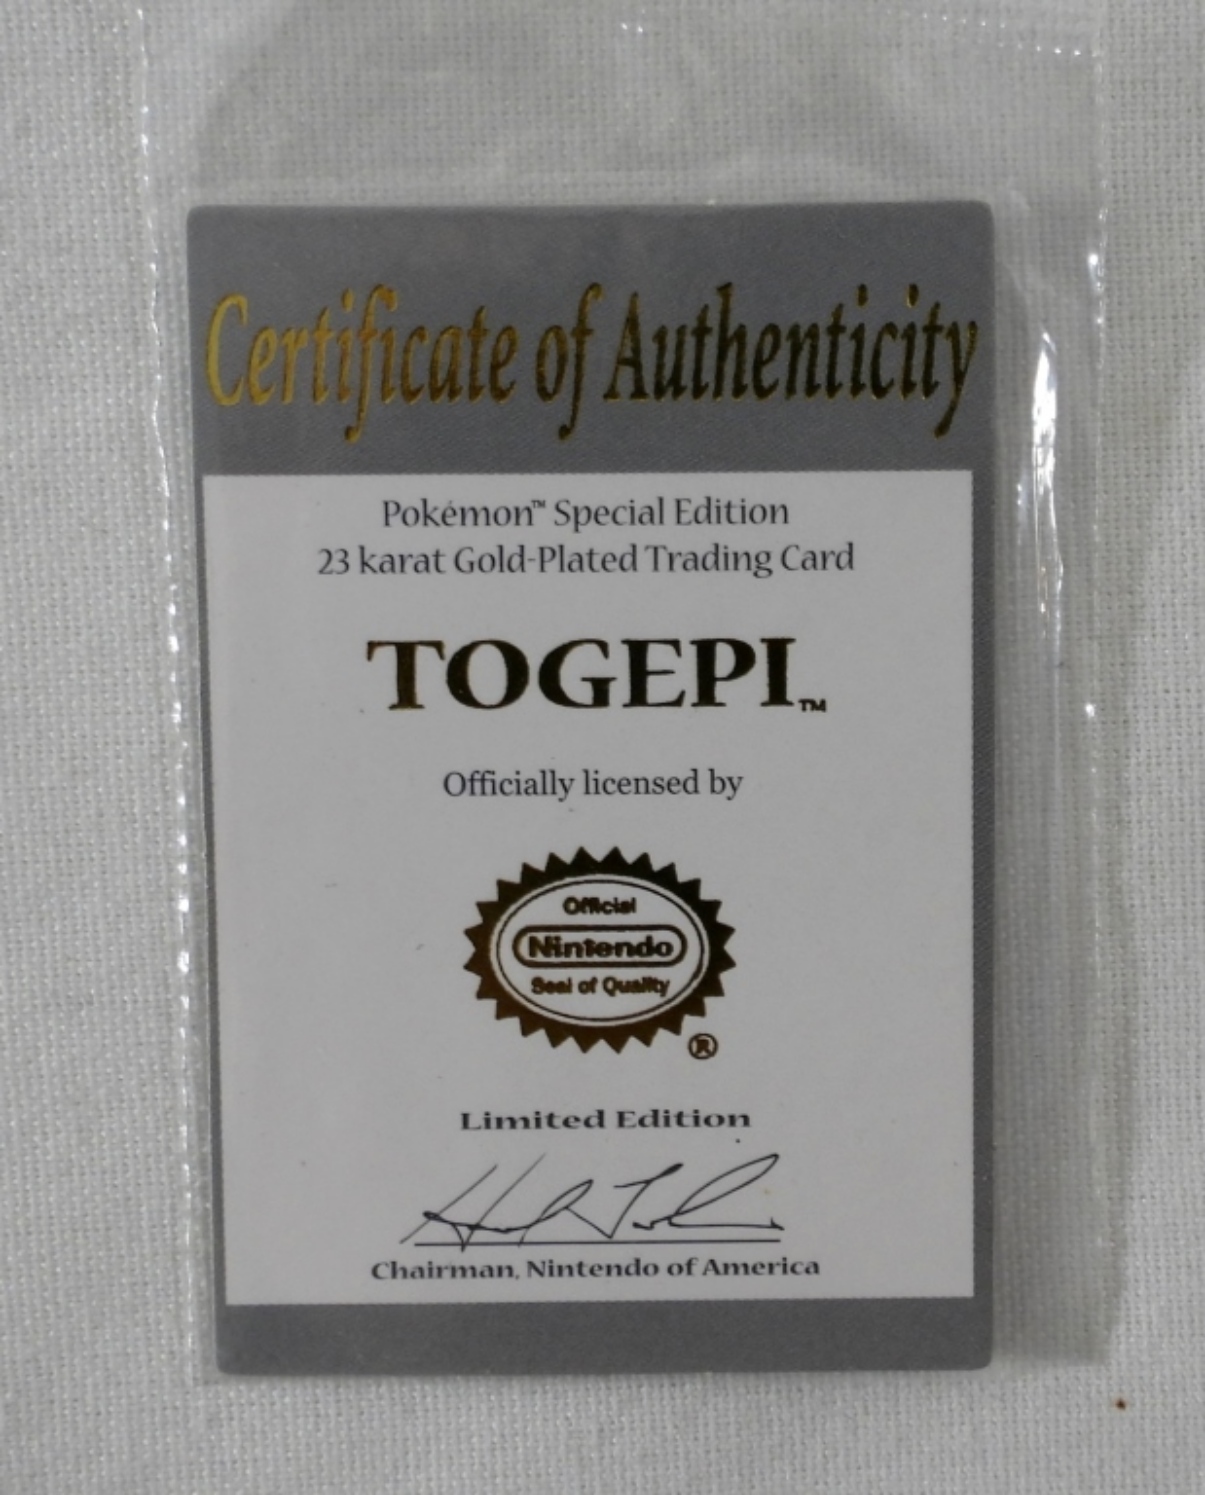 Certificate of Authenticity
Pokémon™ Special Edition
23 karat Gold-Plated Trading Card
TOGEPI™
Officially licensed by
Official
Nintendo
Seal of Quality
®
Limited Edition
Chairman, Nintendo of America